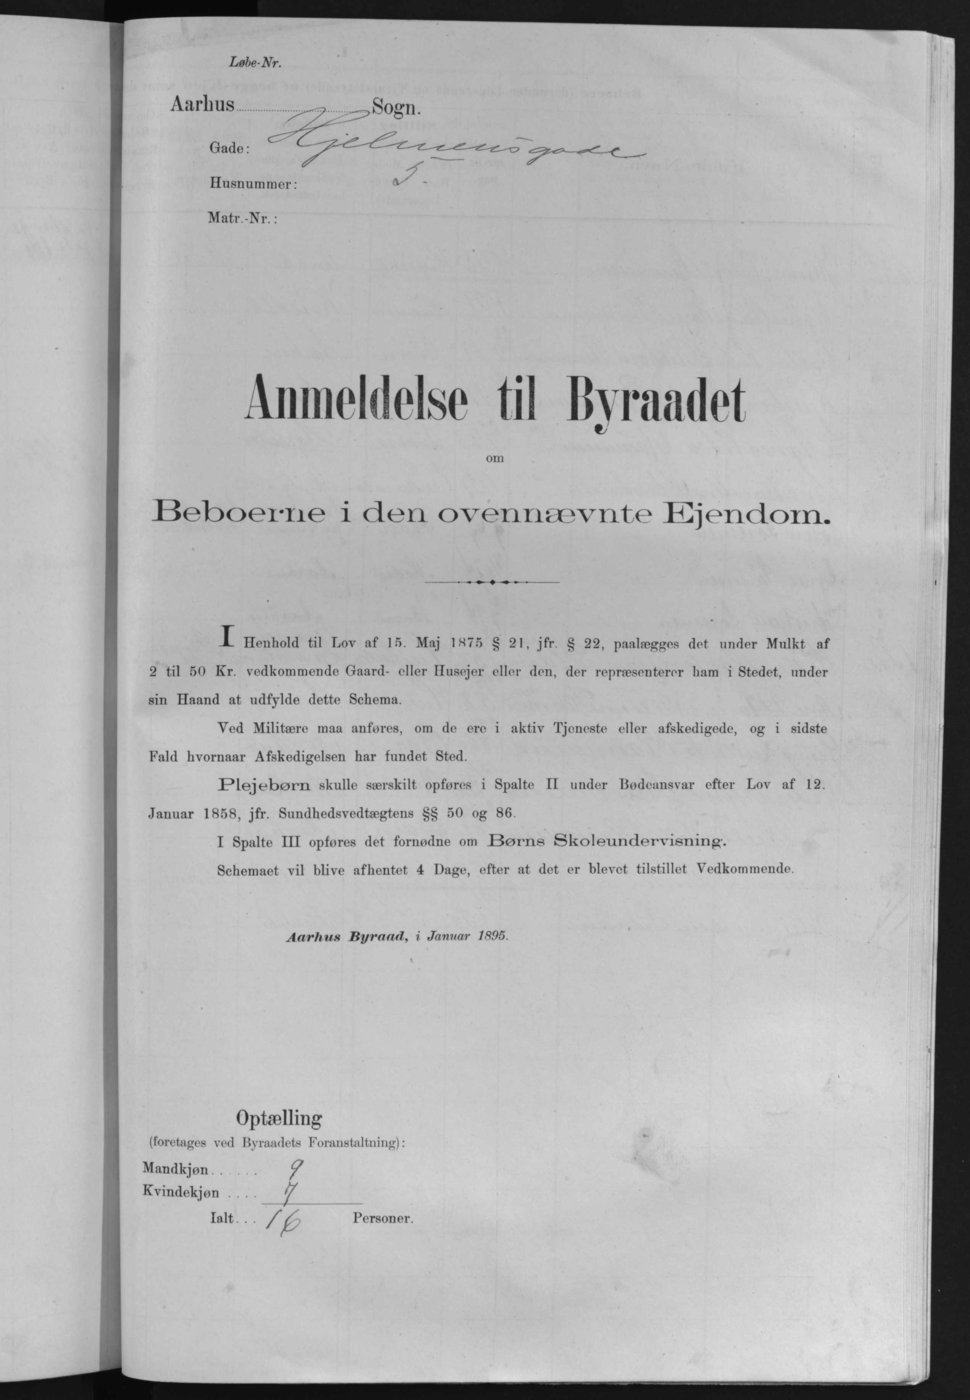 Løbe-Nr.
Aarhus Sogn.
Gade: Hjelmensgade
Husnummer: 5.
Matr.-Nr.:
Anmeldelse til Byraadet
om
Beboerne i den ovennævnte Ejendom.
I Henhold til Lov af 15. Maj 1875 § 21, jfr. § 22, paalægges det under Mulkt af
2 til 50 Kr. vedkommende Gaard- eller Husejer eller den, der repræsenterer ham i Stedet, under
sin Haand at udfylde dette Schema.
Ved Militære maa anføres, om de ere i aktiv Tjeneste eller afskedigede, og i sidste
Fald hvornaar Afskedigelsen har fundet Sted.
Plejebørn skulle særskilt opføres i Spalte II under Bødeansvar efter Lov af 12.
Januar 1858, jfr. Sundhedsvedtægtens §§ 50 og 86.
I Spalte III opføres det fornødne om Børns Skoleundervisning.
Schemaet vil blive afhentet 4 Dage, efter at det er blevet tilstillet Vedkommende.
Aarhus Byraad, i Januar 1895.
Optælling
(foretages ved Byraadets Foranstaltning):
Mandkjøn...... 9
Kvindekjøn .... 7
Ialt... 16 Personer.